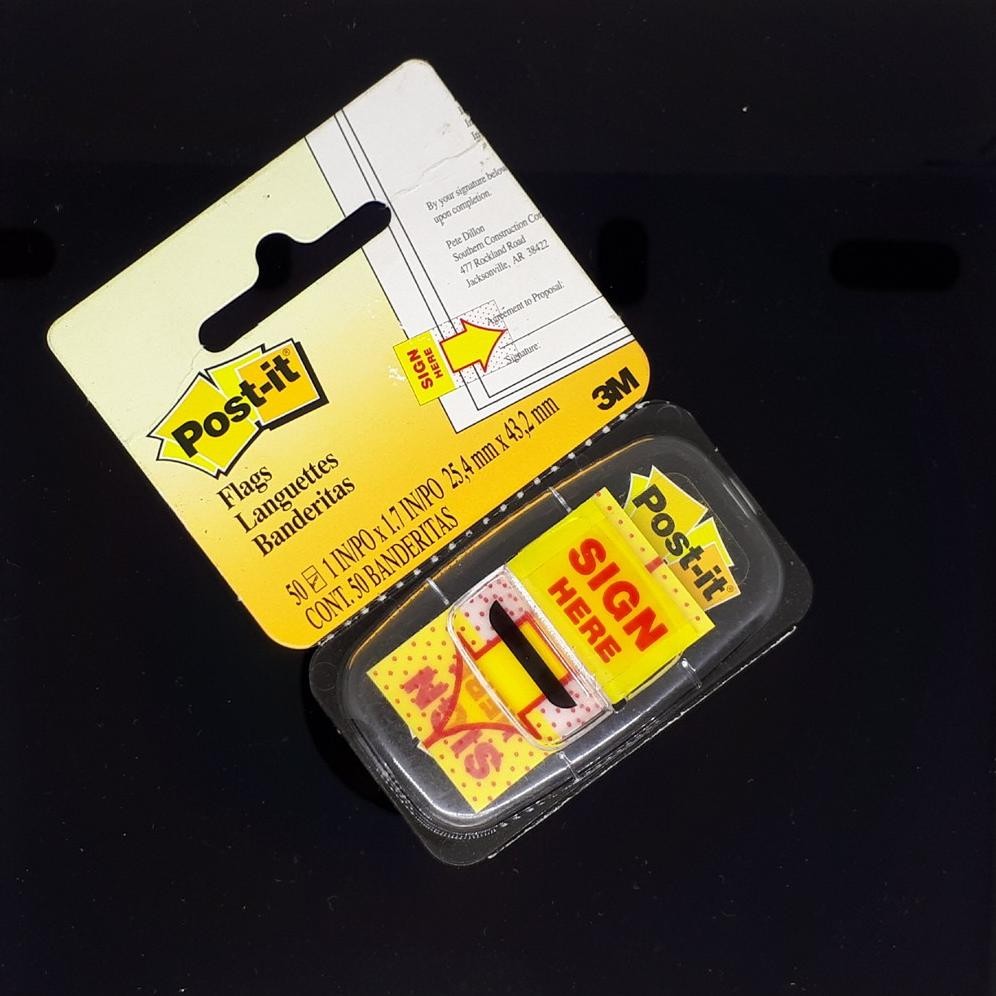 By your signature below
upon completion.
Pete Dillon
Southern Construction
477 Rockland Road
Jacksonville, AR 38422
Agreement to Proposal:
Signature:
SIGN
HERE
3M
Post-it®
Flags
Languettes
Banderitas
50 1 IN/PO x 1.7 IN/PO 25,4 mm x 43,2 mm
CONT. 50 BANDERITAS
Post-it®
SIGN
HERE
SIGN